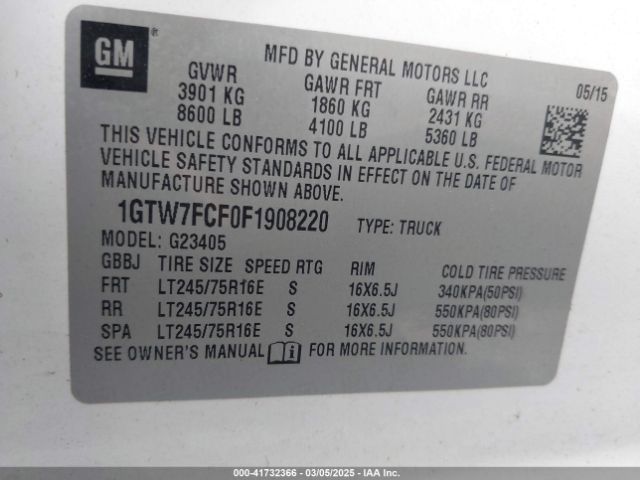 GM
®
MFD BY GENERAL MOTORS LLC
05/15
GVWR GAWR FRT GAWR RR
3901 KG 1860 KG 2431 KG
8600 LB 4100 LB 5360 LB
THIS VEHICLE CONFORMS TO ALL APPLICABLE U.S. FEDERAL MOTOR
VEHICLE SAFETY STANDARDS IN EFFECT ON THE DATE OF
MANUFACTURE SHOWN ABOVE.
1GTW7FCF0F1908220 TYPE: TRUCK
MODEL: G23405
GBBJ TIRE SIZE SPEED RTG RIM COLD TIRE PRESSURE
FRT LT245/75R16E S 16X6.5J 340KPA(50PSI)
RR LT245/75R16E S 16X6.5J 550KPA(80PSI)
SPA LT245/75R16E S 16X6.5J 550KPA(80PSI)
SEE OWNER'S MANUAL i FOR MORE INFORMATION.
000-41732366 | 03/05/2025 - IAA Inc.